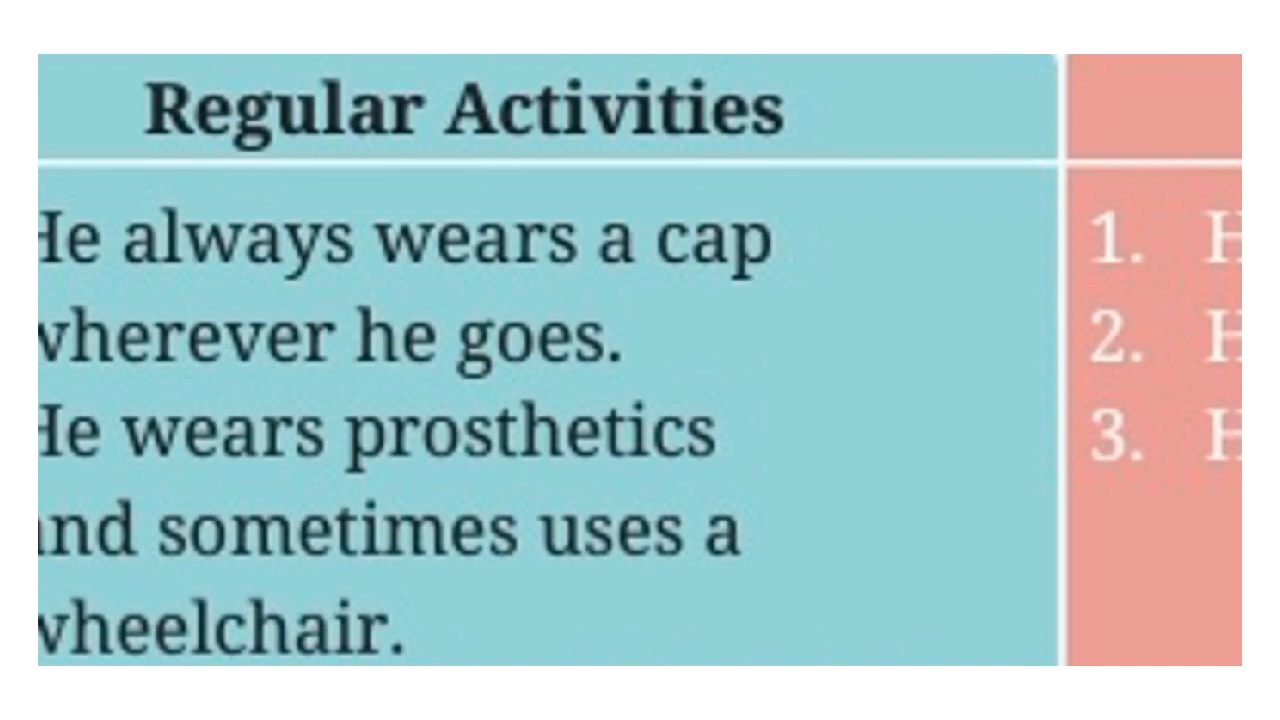 Regular Activities
He always wears a cap
wherever he goes.
He wears prosthetics
and sometimes uses a
wheelchair.
1. H
2. H
3. H